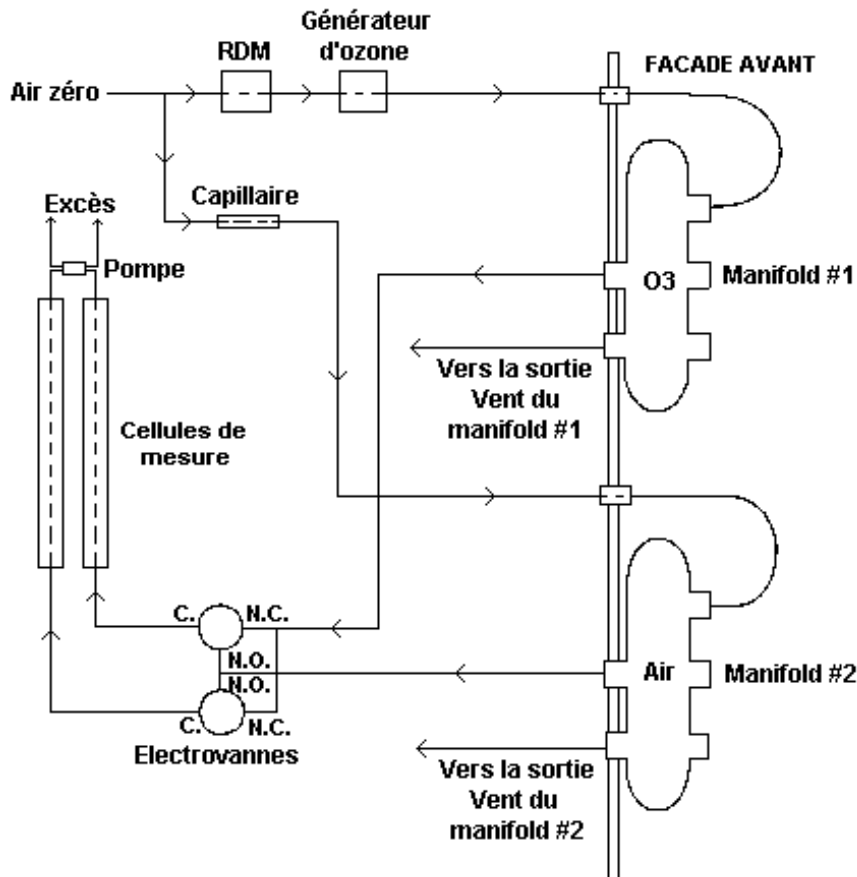 Générateur
d'ozone
RDM
FACADE AVANT
Air zéro
Capillaire
Excès
Pompe
O3
Manifold #1
Vers la sortie
Vent du
manifold #1
Cellules de
mesure
C.
N.C.
N.O.
N.O.
Air
Manifold #2
C.
N.C.
Electrovannes
Vers la sortie
Vent du
manifold #2